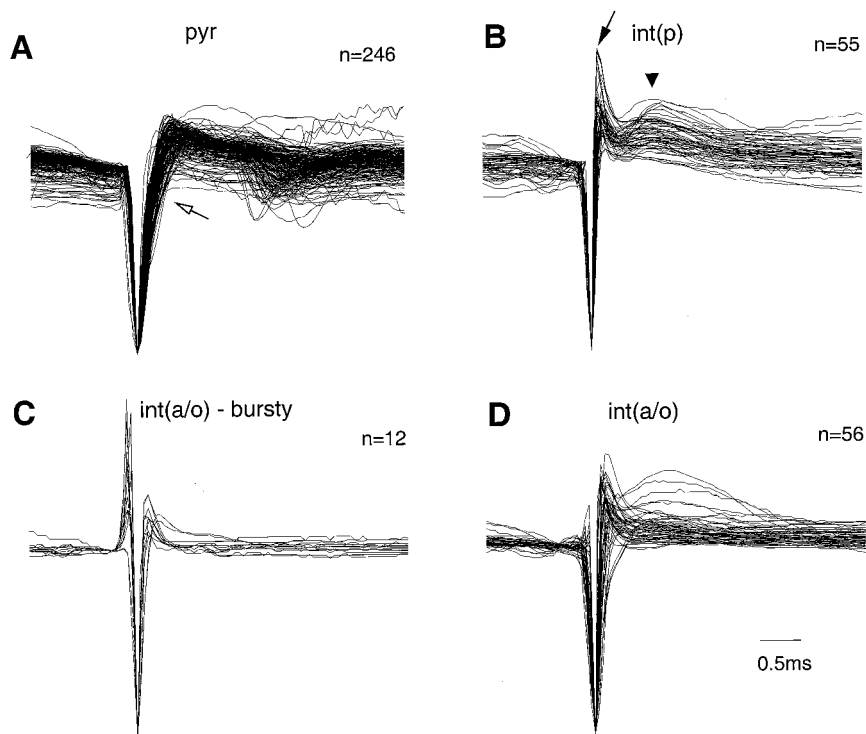 A
pyr
n=246
B
int(p)
n=55
C
int(a/o) - bursty
n=12
D
int(a/o)
n=56
0.5ms